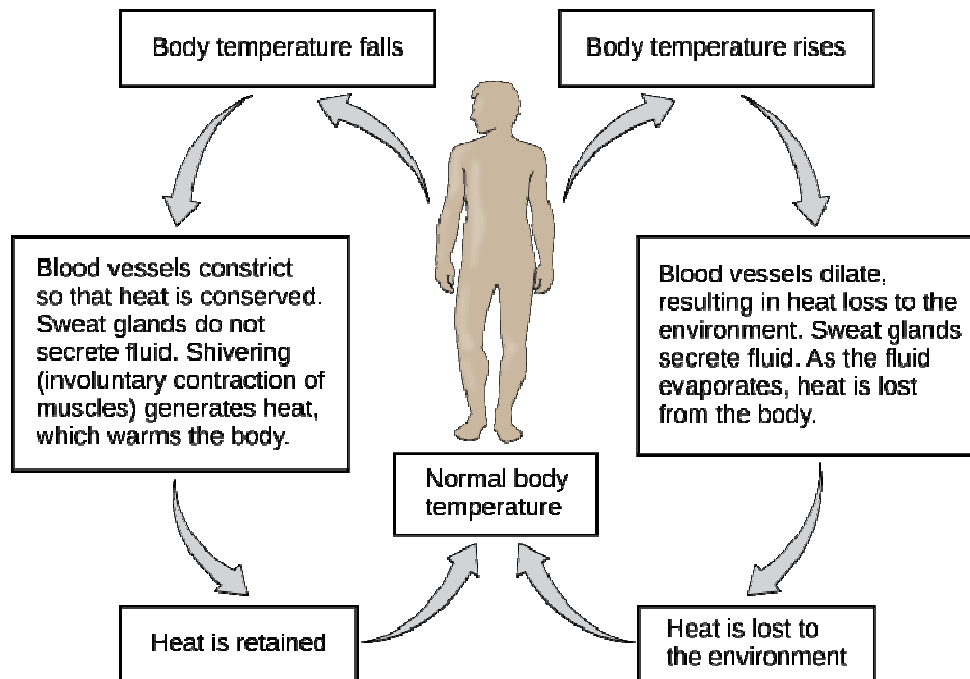 Body temperature falls
Body temperature rises
Blood vessels constrict
so that heat is conserved.
Sweat glands do not
secrete fluid. Shivering
(involuntary contraction of
muscles) generates heat,
which warms the body.
Blood vessels dilate,
resulting in heat loss to the
environment. Sweat glands
secrete fluid. As the fluid
evaporates, heat is lost
from the body.
Normal body
temperature
Heat is retained
Heat is lost to
the environment